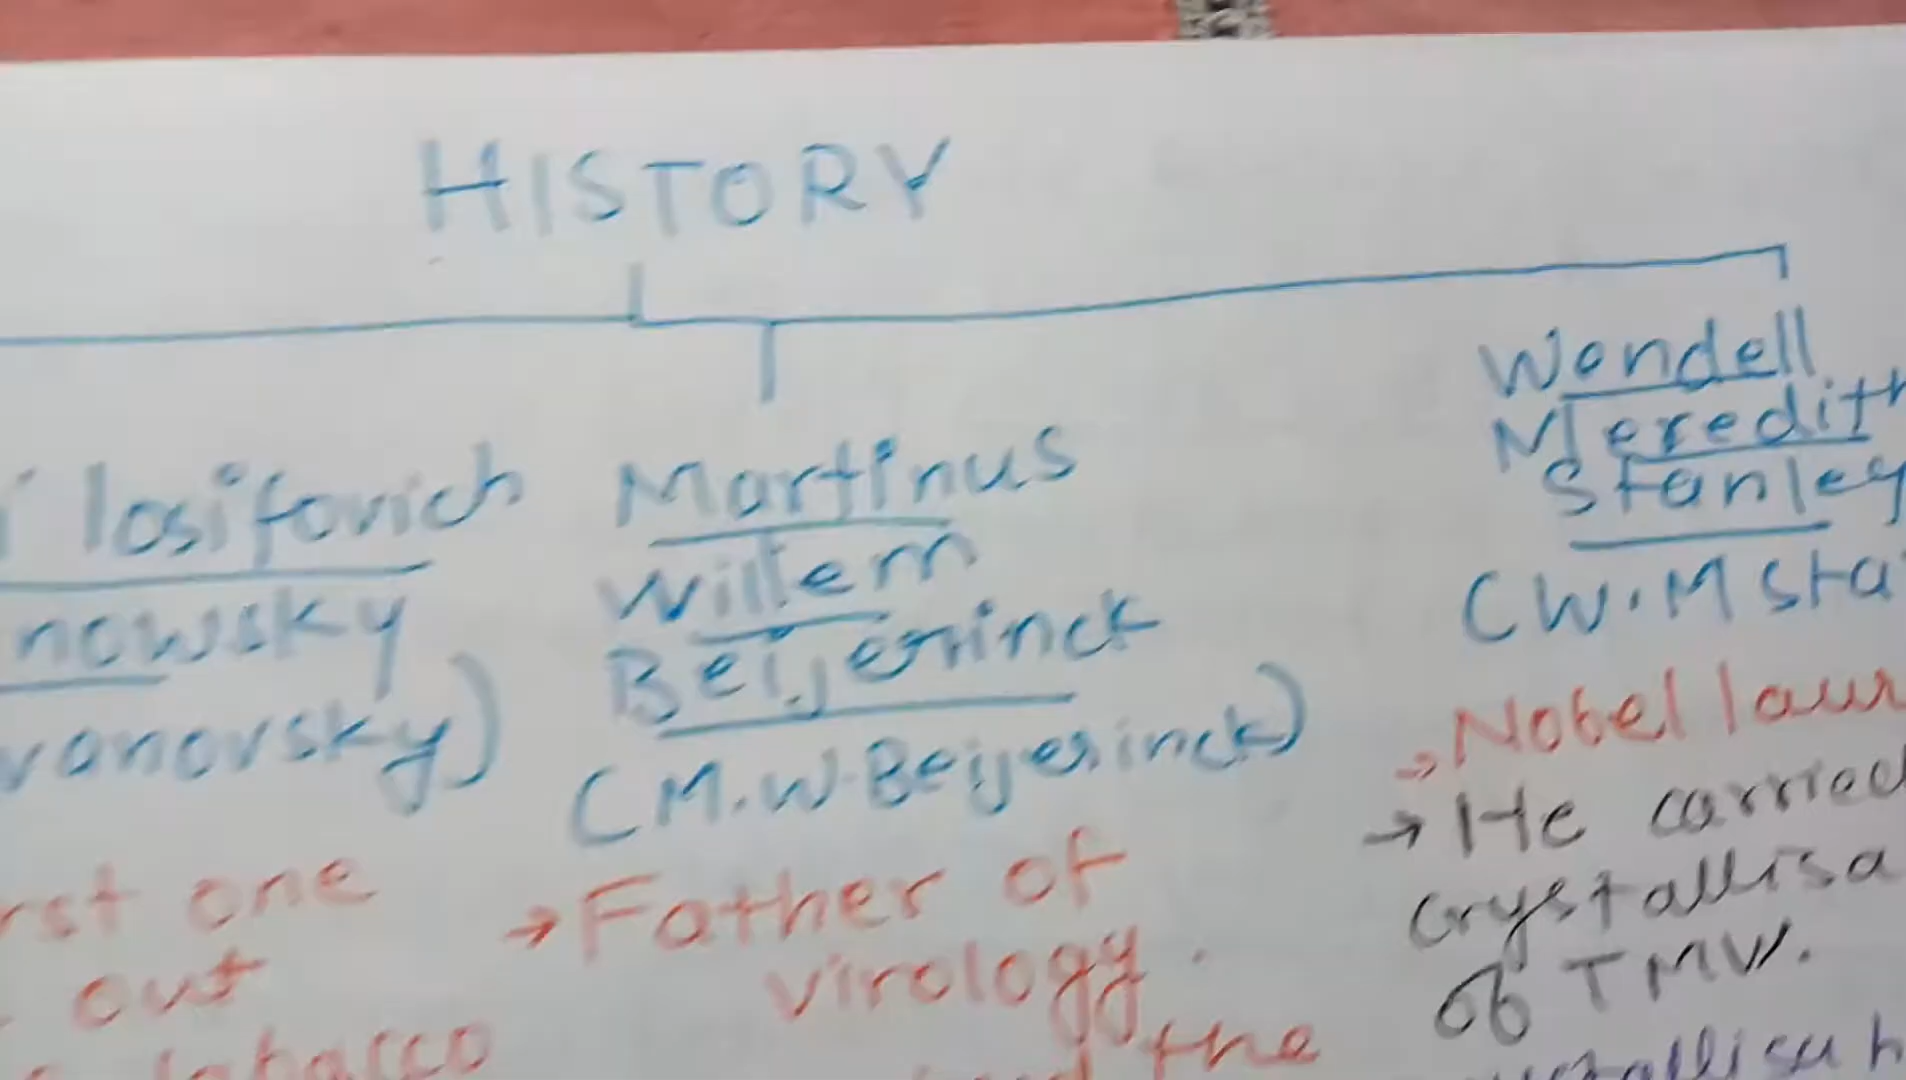 HISTORY
losifovich
nowsky
vanovsky)
Martinus
Willem
Beijerinck
(M.W.Beijerinck)
→ Father of
virology.
the
Wendell
Meredith
Stanley
(W.M Sta
→ Nobel laur
→ He carried
crystallisa
of TMV.
rst one
out
tobacco